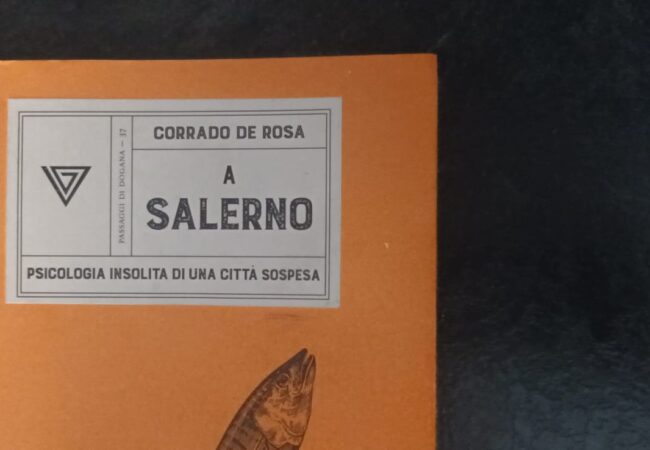 CORRADO DE ROSA
PASSAGGI DI DOGANA — 37
A
SALERNO
PSICOLOGIA INSOLITA DI UNA CITTÀ SOSPESA